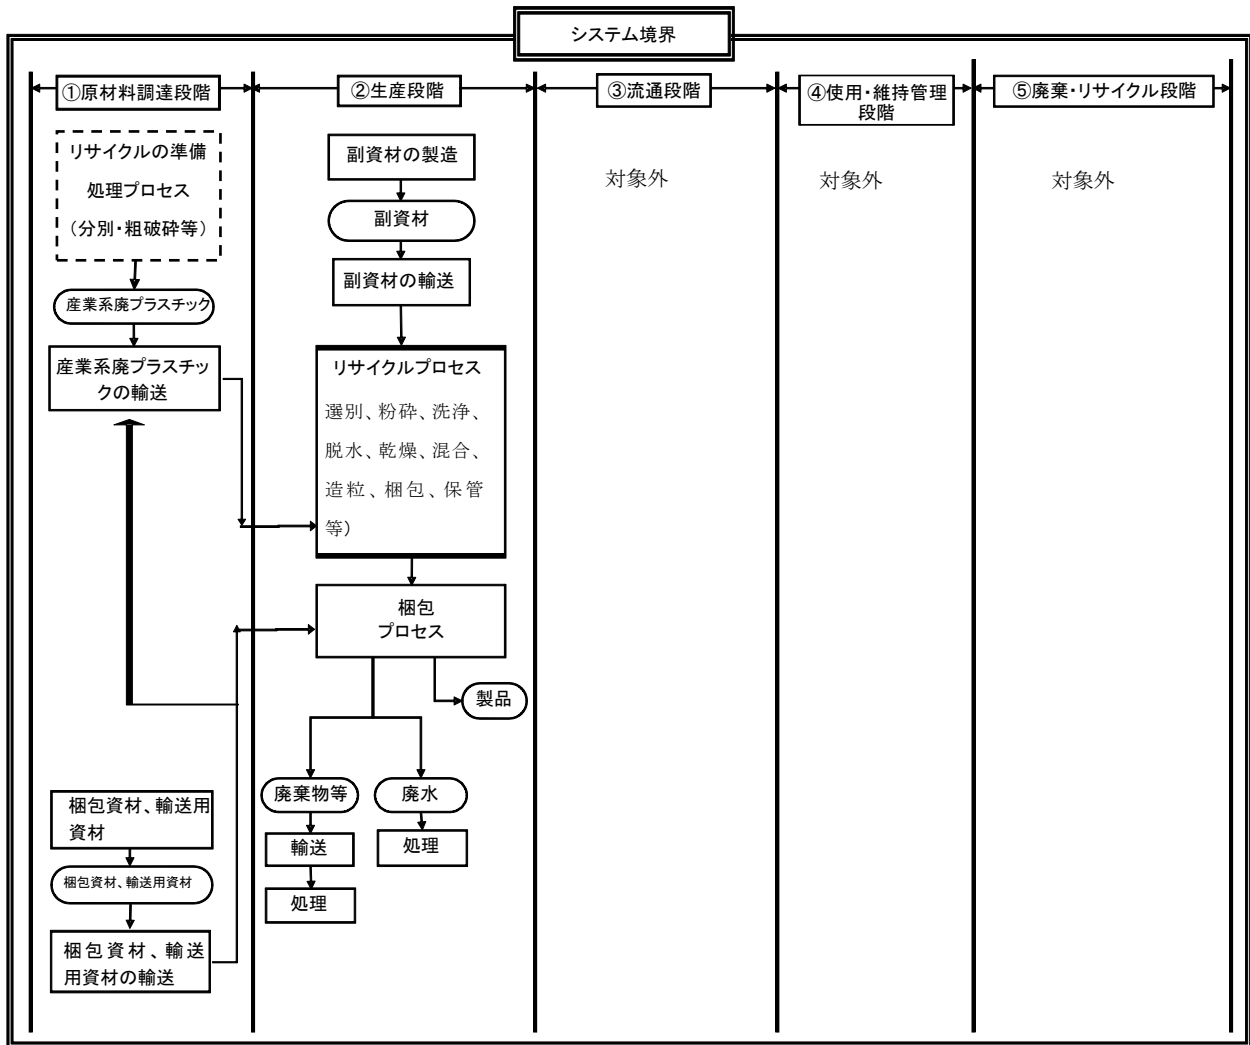 システム境界
①原材料調達段階
②生産段階
③流通段階
④使用・維持管理
段階
⑤廃棄・リサイクル段階
リサイクルの準備
処理プロセス
（分別・粗破砕等）
産業系廃プラスチック
産業系廃プラスチッ
クの輸送
梱包資材、輸送用
資材
梱包資材、輸送用資材
梱包資材、輸送
用資材の輸送
副資材の製造
副資材
副資材の輸送
リサイクルプロセス
選別、粉砕、洗浄、
脱水、乾燥、混合、
造粒、梱包、保管
等）
梱包
プロセス
製品
廃棄物等
輸送
処理
廃水
処理
対象外
対象外
対象外